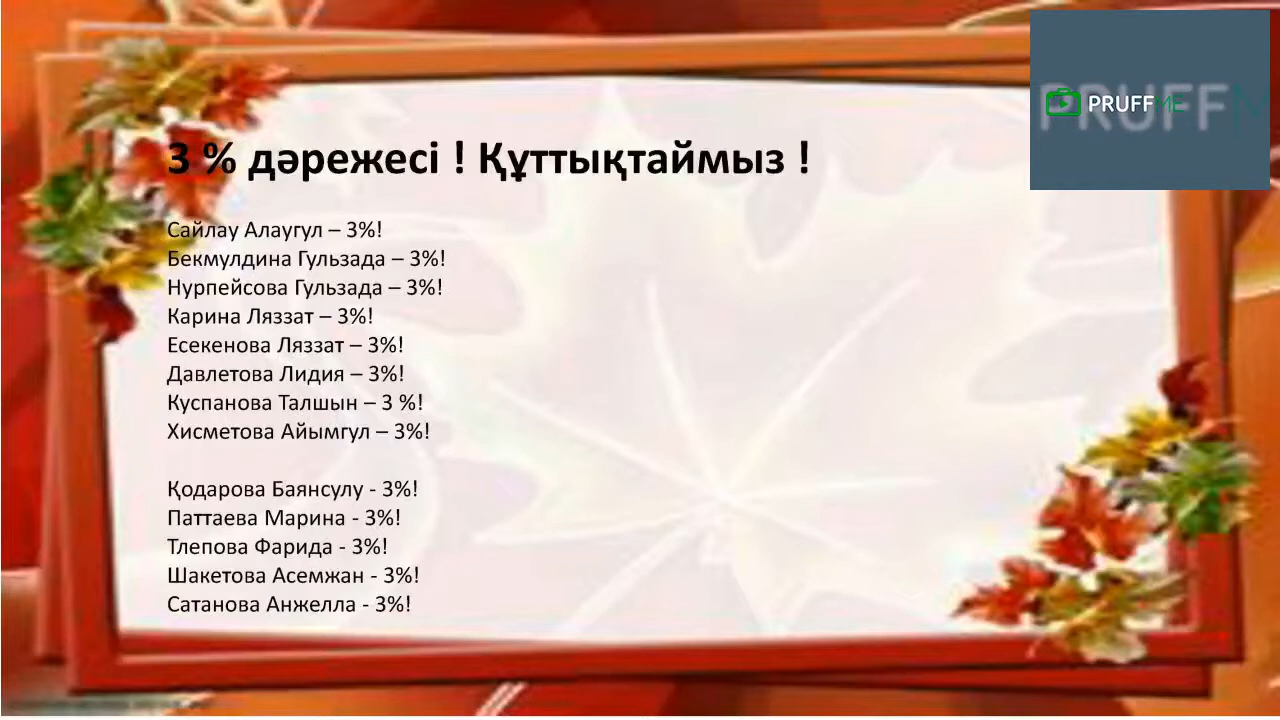 PRUFFME
3 % дәрежесі ! Құттықтаймыз !
Сайлау Алаугул – 3%!
Бекмулдина Гульзада – 3%!
Нурпейсова Гульзада – 3%!
Карина Ляззат – 3%!
Есекенова Ляззат – 3%!
Давлетова Лидия – 3%!
Куспанова Талшын – 3 %!
Хисметова Айымгул – 3%!
Қодарова Баянсулу - 3%!
Паттаева Марина - 3%!
Тлепова Фарида - 3%!
Шакетова Асемжан - 3%!
Сатанова Анжелла - 3%!